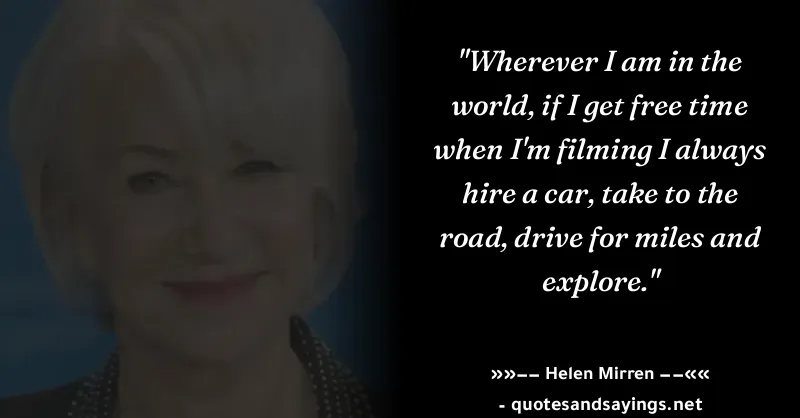 "Wherever I am in the
world, if I get free time
when I'm filming I always
hire a car, take to the
road, drive for miles and
explore."
»»−− Helen Mirren −−««
- quotesandsayings.net